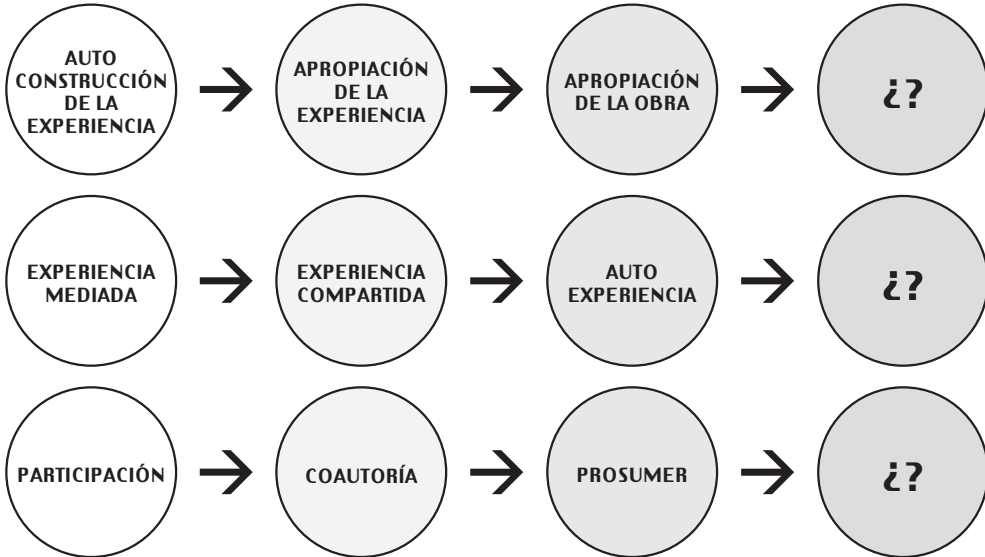 AUTO
CONSTRUCCIÓN
DE LA
EXPERIENCIA
APROPIACIÓN
DE LA
EXPERIENCIA
APROPIACIÓN
DE LA OBRA
¿?
EXPERIENCIA
MEDIADA
EXPERIENCIA
COMPARTIDA
AUTO
EXPERIENCIA
¿?
PARTICIPACIÓN
COAUTORÍA
PROSUMER
¿?